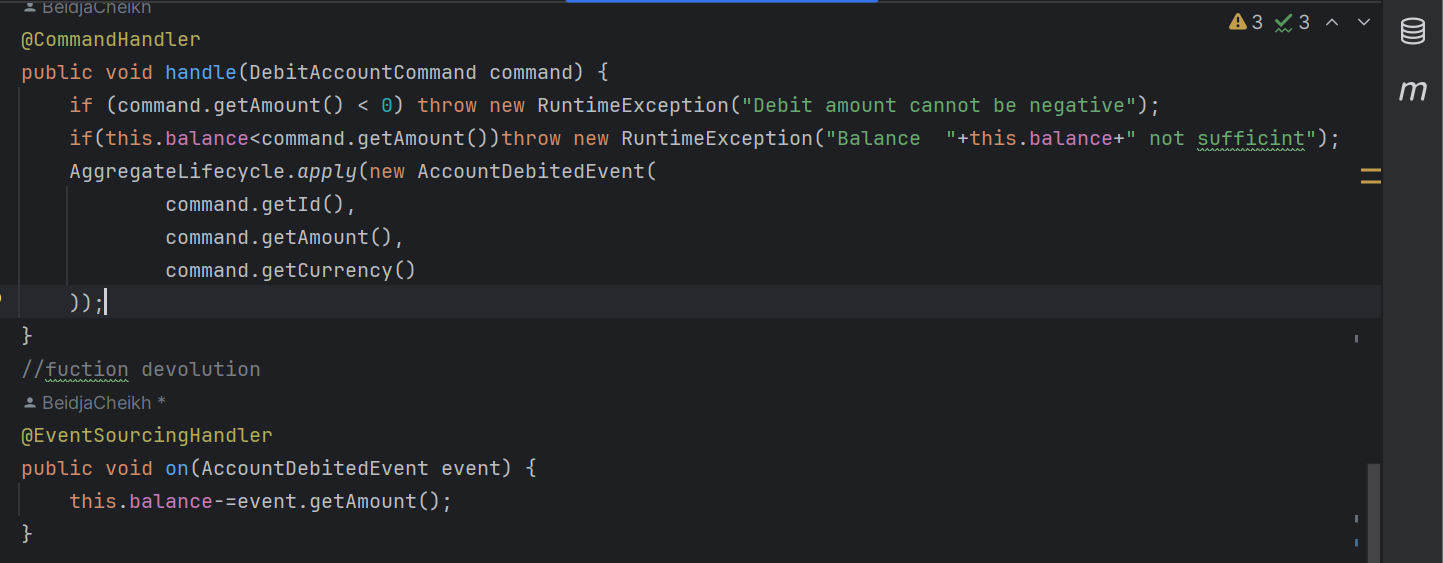 BeidjaCheikh
3 3
@CommandHandler
public void handle(DebitAccountCommand command) {
if (command.getAmount() < 0) throw new RuntimeException("Debit amount cannot be negative");
if(this.balance<command.getAmount())throw new RuntimeException("Balance  "+this.balance+" not sufficint");
AggregateLifecycle.apply(new AccountDebitedEvent(
command.getId(),
command.getAmount(),
command.getCurrency()
));
}
//fuction devolution
BeidjaCheikh *
@EventSourcingHandler
public void on(AccountDebitedEvent event) {
this.balance-=event.getAmount();
}
m